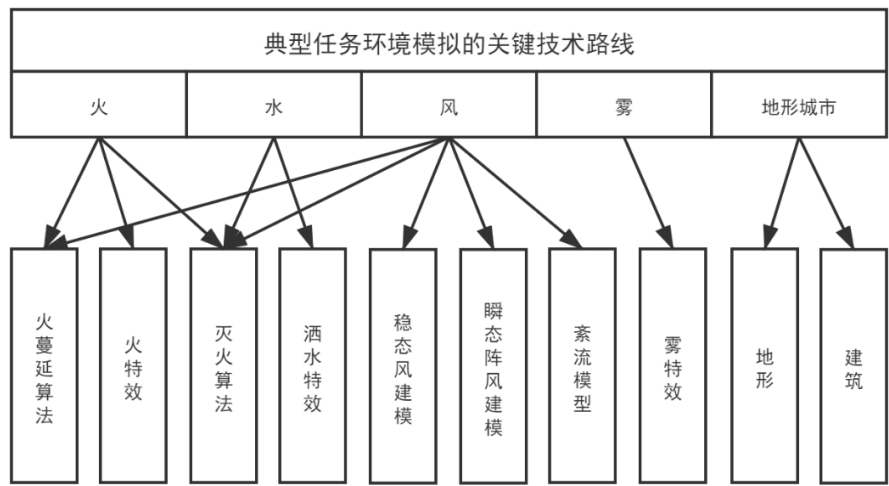 典型任务环境模拟的关键技术路线
火
水
风
雾
地形城市
火蔓延算法
火特效
灭火算法
洒水特效
稳态风建模
瞬态阵风建模
紊流模型
雾特效
地形
建筑